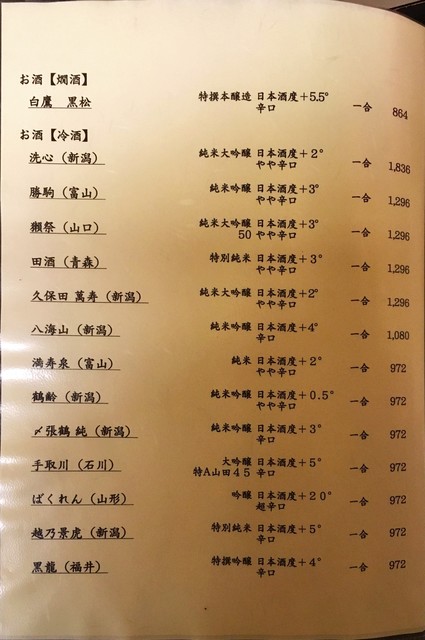 お酒【燗酒】
白鷹 黒松 特撰本醸造 日本酒度+5.5° 一合 864
辛口
お酒【冷酒】
洗心(新潟) 純米大吟醸 日本酒度+2° 一合 1,836
やや辛口
勝駒(富山) 純米吟醸 日本酒度+3° 一合 1,296
やや辛口
獺祭(山口) 純米大吟醸 日本酒度+3° 一合 1,296
50 やや辛口
田酒(青森) 特別純米 日本酒度+3° 一合 1,296
やや辛口
久保田 萬寿(新潟) 純米大吟醸 日本酒度+2° 一合 1,296
やや辛口
八海山(新潟) 純米吟醸 日本酒度+4° 一合 1,080
辛口
満寿泉(富山) 純米 日本酒度+2° 一合 972
やや辛口
鶴齢(新潟) 純米吟醸 日本酒度+0.5° 一合 972
やや辛口
〆張鶴 純(新潟) 純米吟醸 日本酒度+3° 一合 972
辛口
手取川(石川) 大吟醸 日本酒度+5° 一合 972
特A山田45 辛口
ばくれん(山形) 吟醸 日本酒度+20° 一合 972
超辛口
越乃景虎(新潟) 特別純米 日本酒度+5° 一合 972
辛口
黒龍(福井) 特撰吟醸 日本酒度+4° 一合 972
辛口